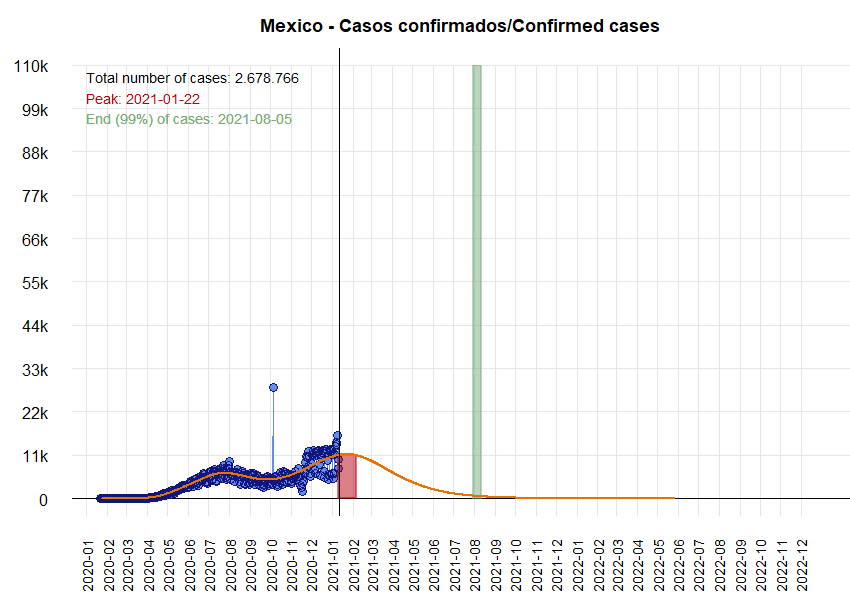 Mexico - Casos confirmados/Confirmed cases
110k
99k
88k
77k
66k
55k
44k
33k
22k
11k
0
Total number of cases: 2.678.766
Peak: 2021-01-22
End (99%) of cases: 2021-08-05
2020-01
2020-02
2020-03
2020-04
2020-05
2020-06
2020-07
2020-08
2020-09
2020-10
2020-11
2020-12
2021-01
2021-02
2021-03
2021-04
2021-05
2021-06
2021-07
2021-08
2021-09
2021-10
2021-11
2021-12
2022-01
2022-02
2022-03
2022-04
2022-05
2022-06
2022-07
2022-08
2022-09
2022-10
2022-11
2022-12